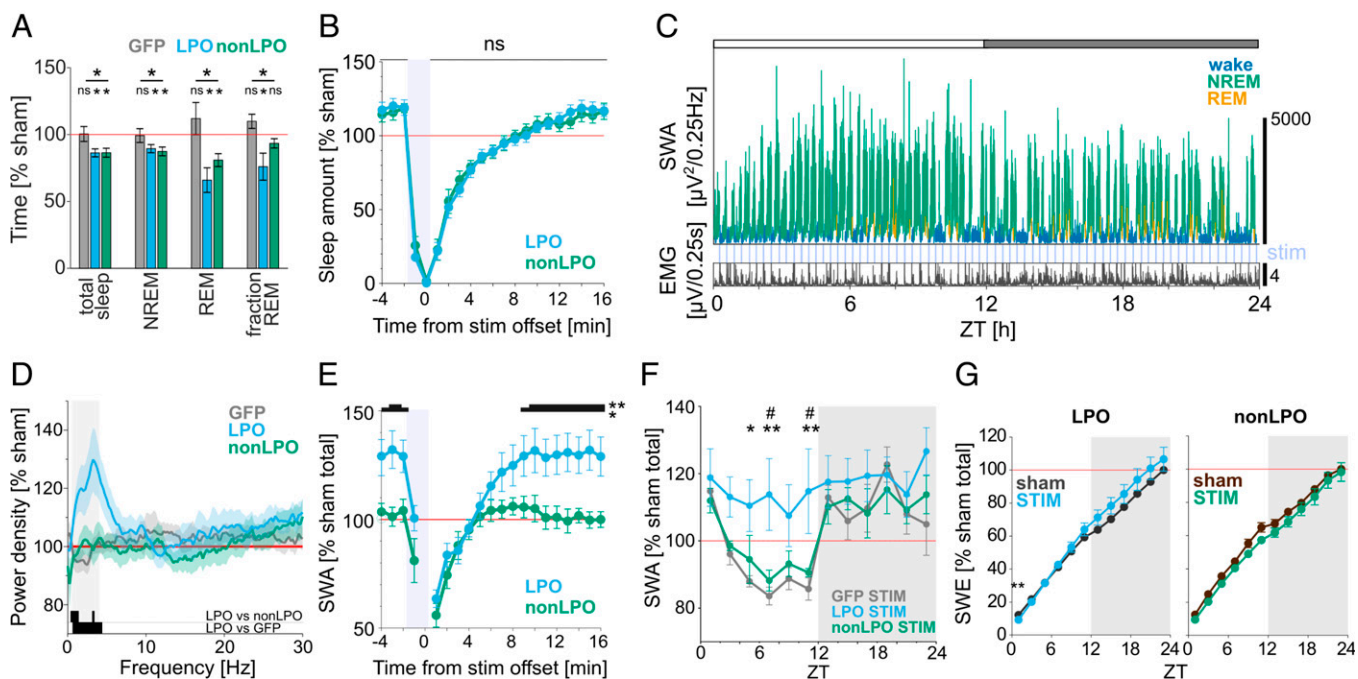 A
GFP LPO nonLPO
* * * *
ns ** ns ** ns ** ns * ns
Time [% sham]
150
100
50
0
total sleep
NREM
REM
fraction REM
B
ns
Sleep amount [% sham]
150
100
50
0
LPO
nonLPO
-4 0 4 8 12 16
Time from stim offset [min]
C
wake
NREM
REM
5000
SWA
[µV²/0.25Hz]
stim
EMG
[µV/0.25s]
4
0 6 12 18 24
ZT [h]
D
Power density [% sham]
140
120
100
80
GFP
LPO
nonLPO
LPO vs nonLPO
LPO vs GFP
0 10 20 30
Frequency [Hz]
E
SWA [% sham total]
150
100
50
**
*
LPO
nonLPO
-4 0 4 8 12 16
Time from stim offset [min]
F
SWA [% sham total]
140
120
100
80
# #
* ** **
GFP STIM
LPO STIM
nonLPO STIM
0 6 12 18 24
ZT
G
LPO nonLPO
SWE [% sham total]
120
100
80
60
40
20
0
sham
STIM
**
sham
STIM
0 6 12 18 24 0 6 12 18 24
ZT